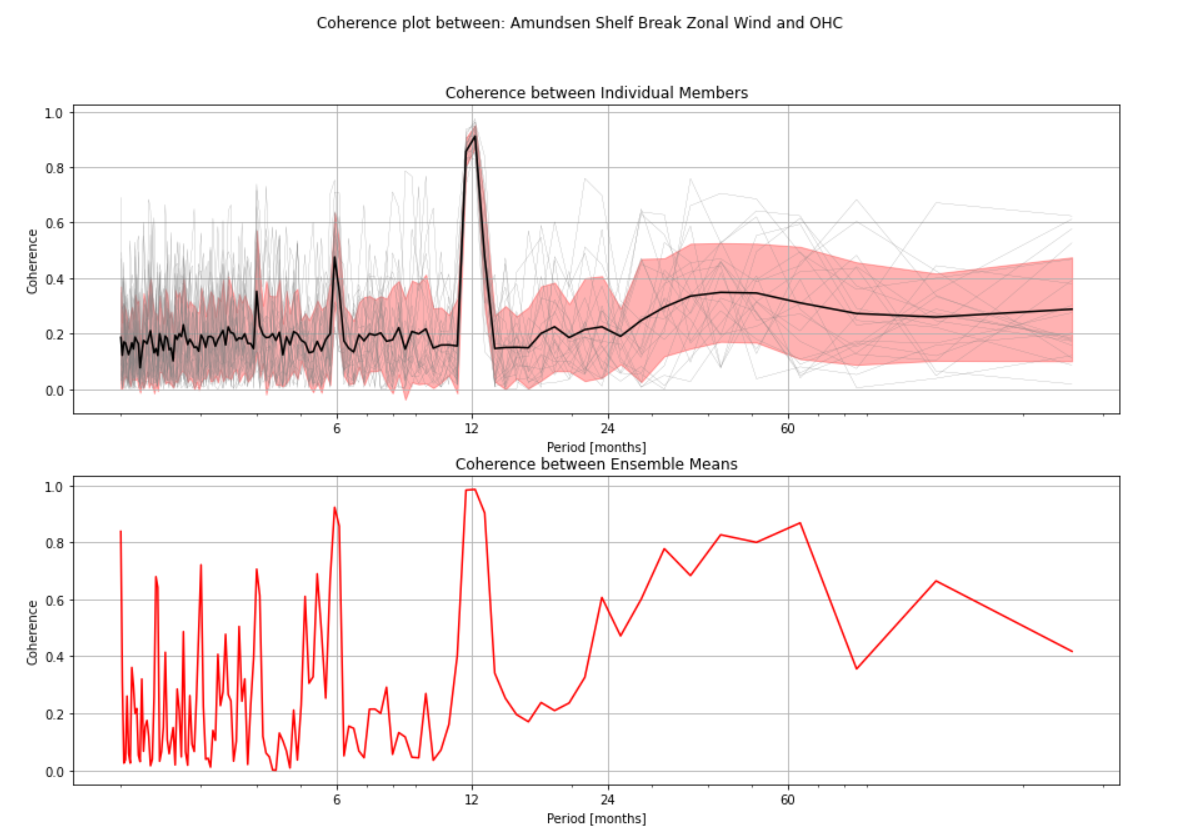 Coherence plot between: Amundsen Shelf Break Zonal Wind and OHC
Coherence between Individual Members
1.0
0.8
0.6
0.4
0.2
0.0
Coherence
6 12 24 60
Period [months]
Coherence between Ensemble Means
1.0
0.8
0.6
0.4
0.2
0.0
Coherence
6 12 24 60
Period [months]